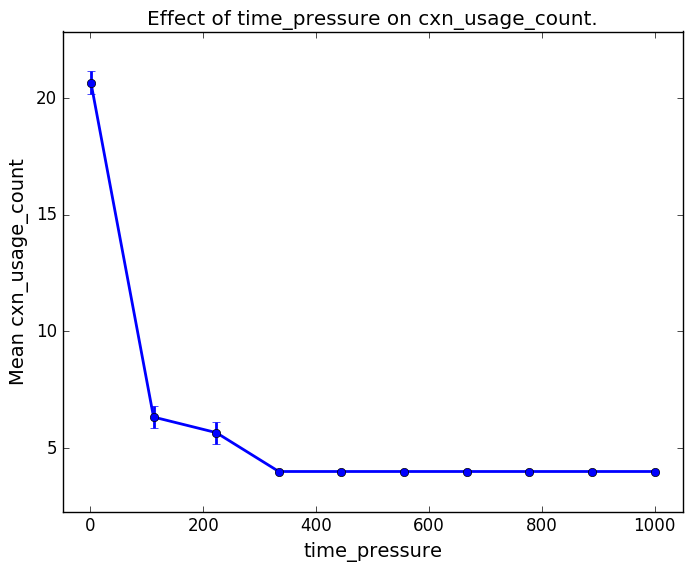 Effect of time_pressure on cxn_usage_count.
20
15
10
5
Mean cxn_usage_count
0 200 400 600 800 1000
time_pressure